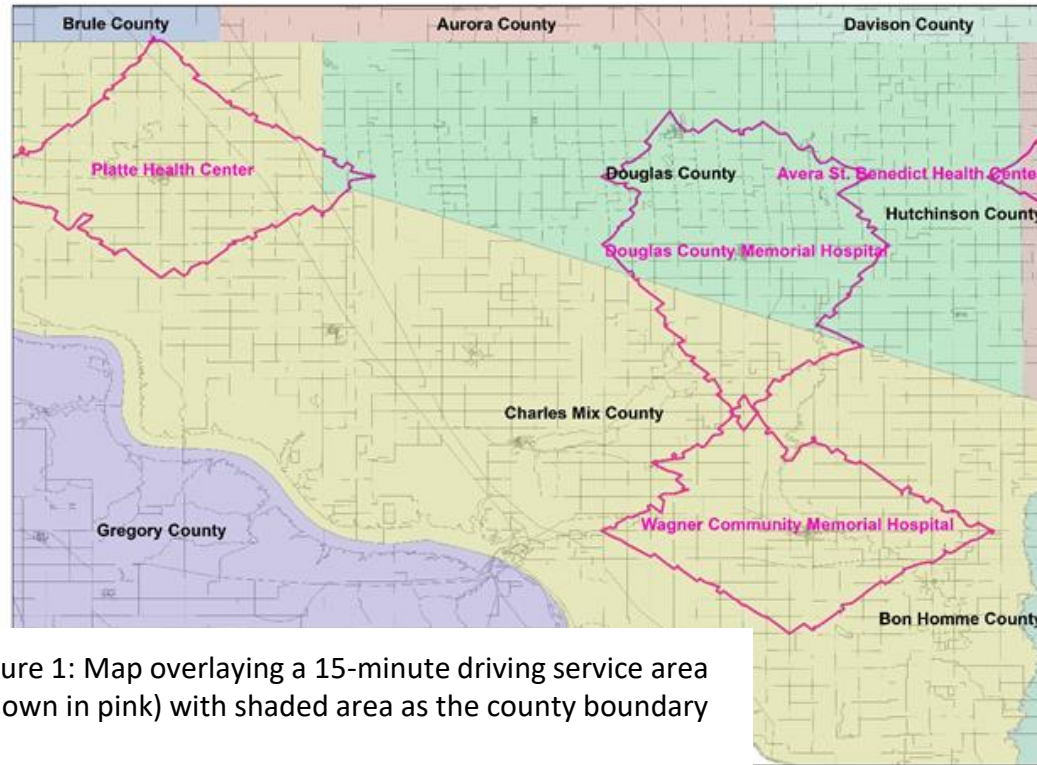 Brule County
Aurora County
Davison County
Platte Health Center
Douglas County
Avera St. Benedict Health Center
Hutchinson County
Douglas County Memorial Hospital
Charles Mix County
Wagner Community Memorial Hospital
Gregory County
Bon Homme County
ure 1: Map overlaying a 15-minute driving service area
own in pink) with shaded area as the county boundary